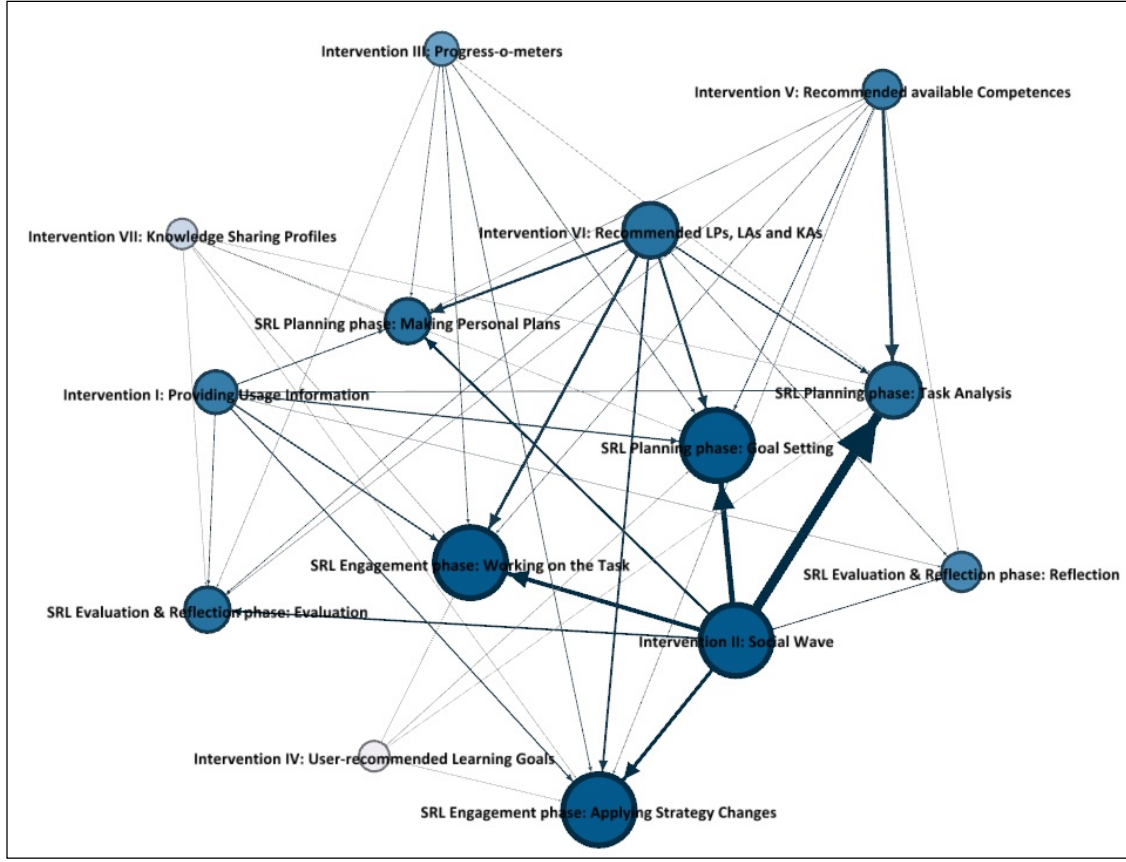 Intervention III: Progress-o-meters
Intervention V: Recommended available Competences
Intervention VII: Knowledge Sharing Profiles
Intervention VI: Recommended LPs, LAs and KAs
SRL Planning phase: Making Personal Plans
Intervention I: Providing Usage Information
SRL Planning phase: Task Analysis
SRL Planning phase: Goal Setting
SRL Engagement phase: Working on the Task
SRL Evaluation & Reflection phase: Reflection
SRL Evaluation & Reflection phase: Evaluation
Intervention II: Social Wave
Intervention IV: User-recommended Learning Goals
SRL Engagement phase: Applying Strategy Changes